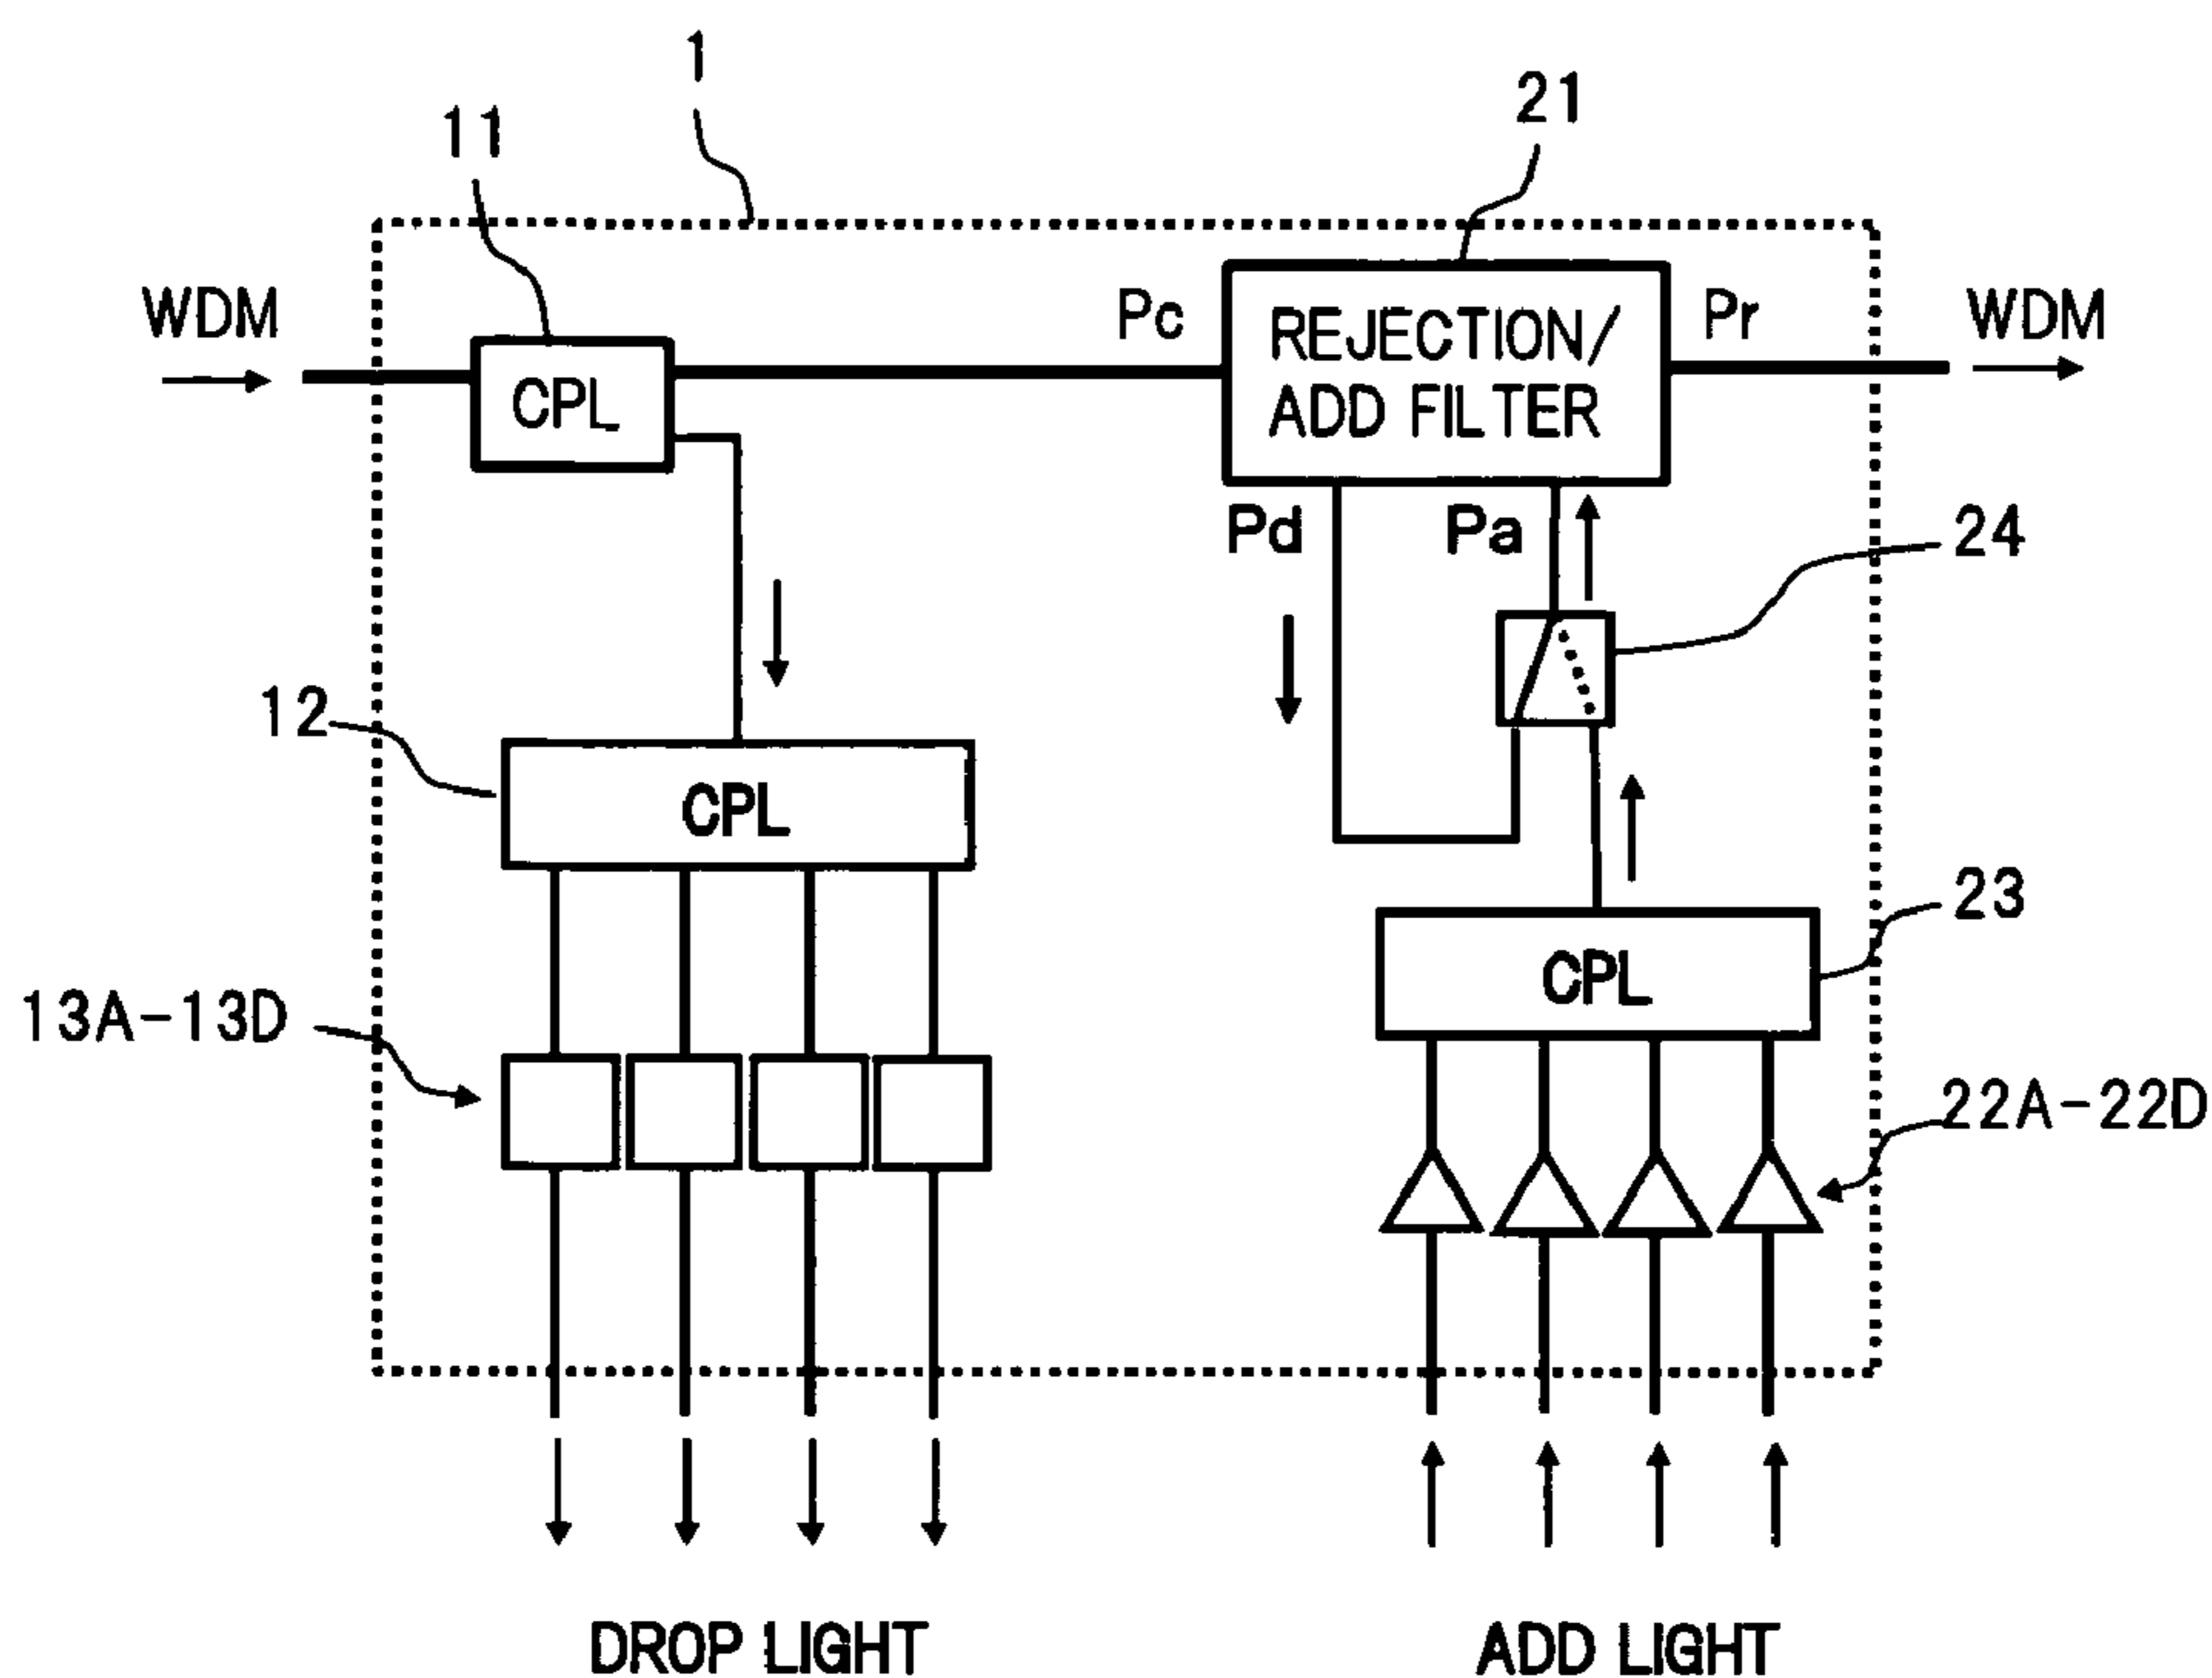 1
11
21
WDM
Pc
REJECTION/
ADD FILTER
Pr
WDM
CPL
Pd
Pa
24
12
CPL
23
CPL
13A-13D
22A-22D
DROP LIGHT
ADD LIGHT